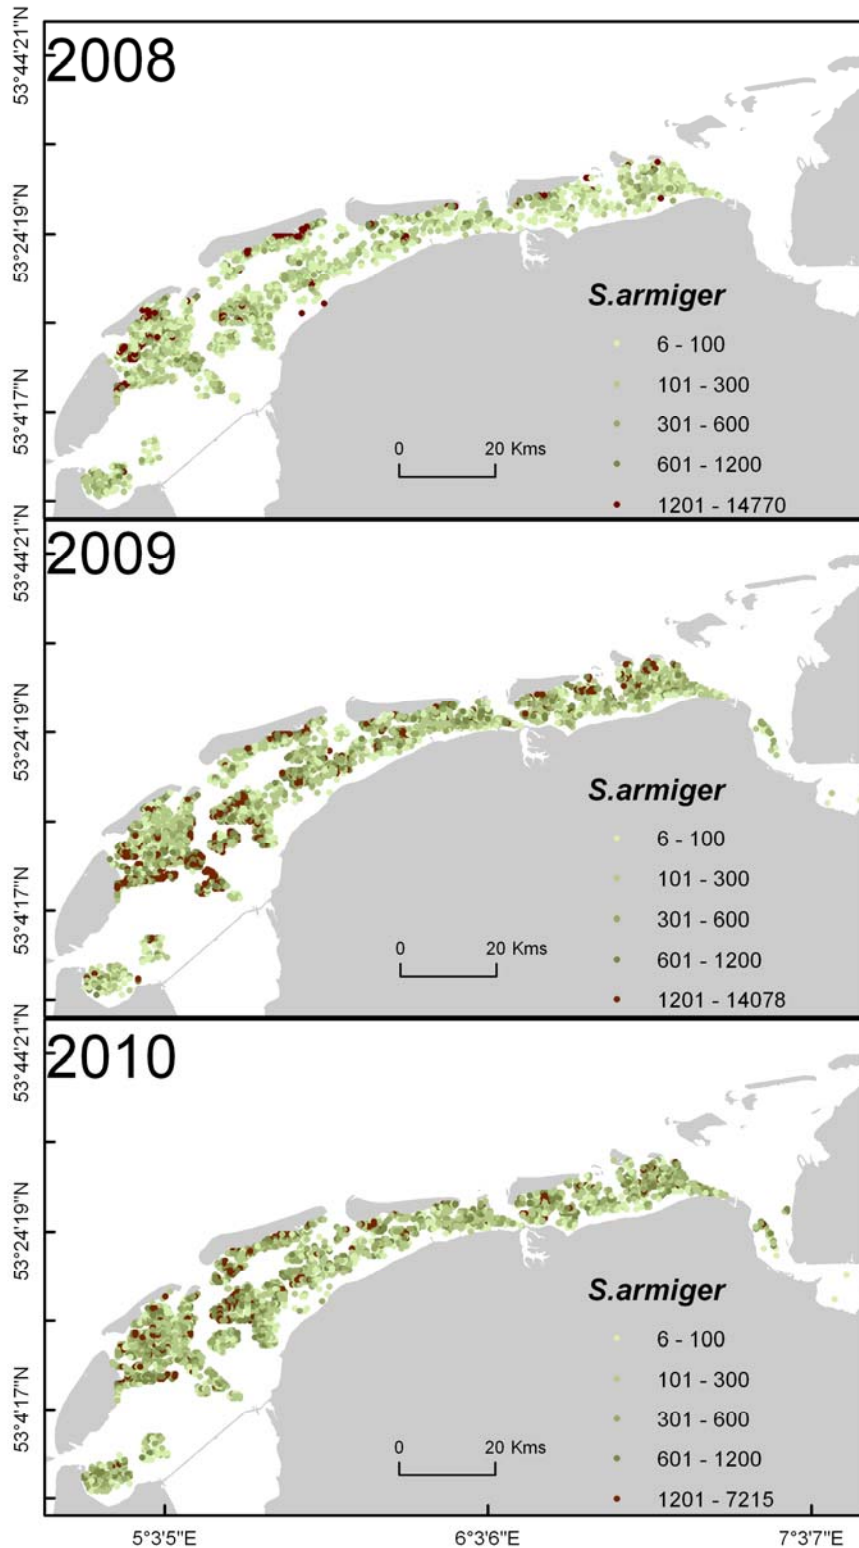 2008
53°44'21"N
53°24'19"N
53°4'17"N
S.armiger
6 - 100
101 - 300
301 - 600
601 - 1200
1201 - 14770
0 20 Kms
2009
53°44'21"N
53°24'19"N
53°4'17"N
S.armiger
6 - 100
101 - 300
301 - 600
601 - 1200
1201 - 14078
0 20 Kms
2010
53°44'21"N
53°24'19"N
53°4'17"N
S.armiger
6 - 100
101 - 300
301 - 600
601 - 1200
1201 - 7215
0 20 Kms
5°35'5"E 6°36'6"E 7°37'7"E